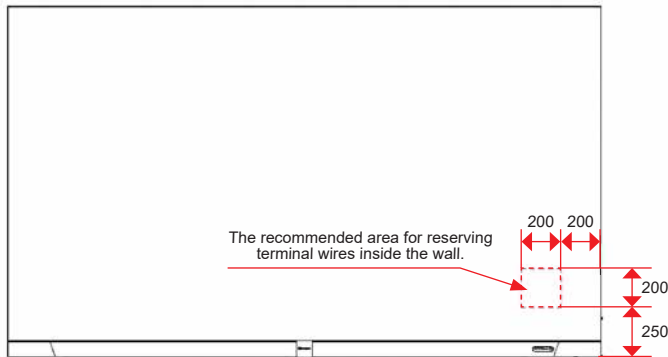 200 200
The recommended area for reserving
terminal wires inside the wall.
200
250